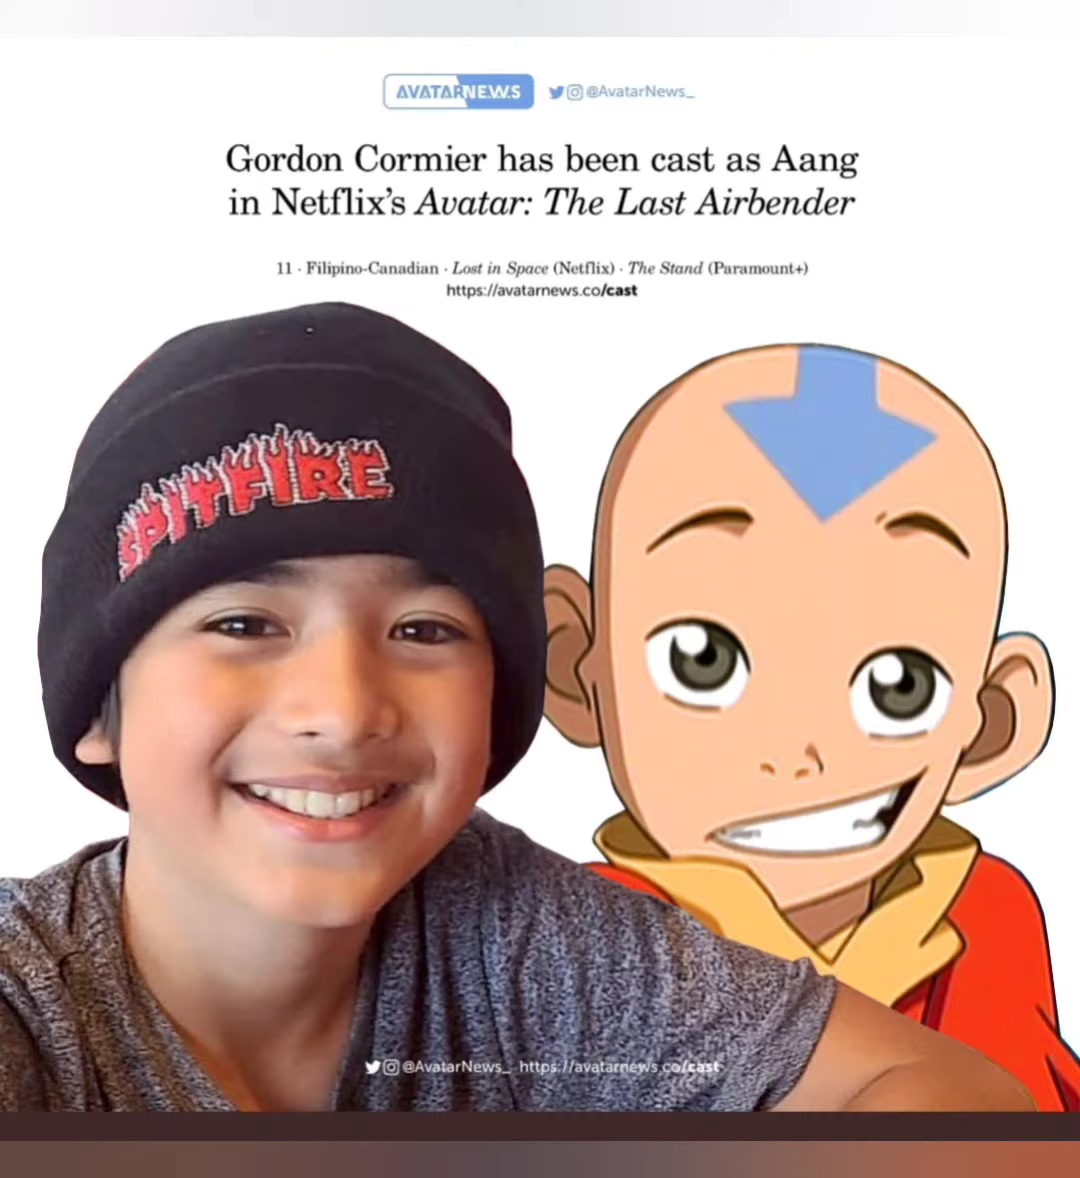 AVATARNEWS @AvatarNews_
Gordon Cormier has been cast as Aang
in Netflix's Avatar: The Last Airbender
11 · Filipino-Canadian · Lost in Space (Netflix) · The Stand (Paramount+)
https://avatarnews.co/cast
SPITFIRE
@AvatarNews_ https://avatarnews.co/cast